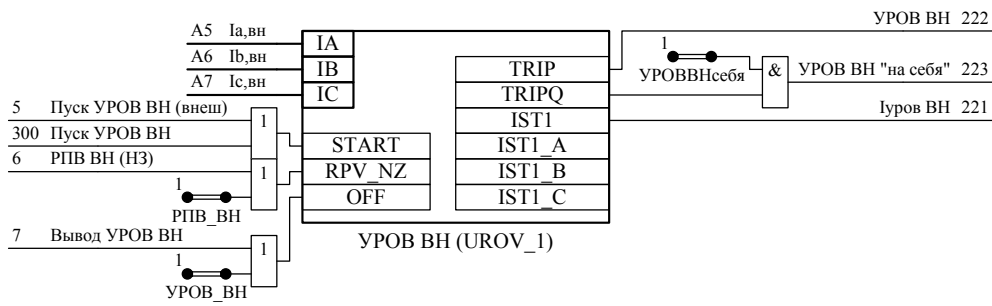 УРОВ ВН 222
A5 Ia,вн
IA
1
A6 Ib,вн
IB
TRIP
УРОВВНсебя
&
УРОВ ВН "на себя" 223
A7 Ic,вн
IC
TRIPQ
5 Пуск УРОВ ВН (внеш)
1
IST1
Iуров ВН 221
300 Пуск УРОВ ВН
START
IST1_A
6 РПВ ВН (НЗ)
1
RPV_NZ
IST1_B
1
OFF
IST1_C
РПВ_ВН
7 Вывод УРОВ ВН
1
УРОВ ВН (UROV_1)
1
УРОВ_ВН